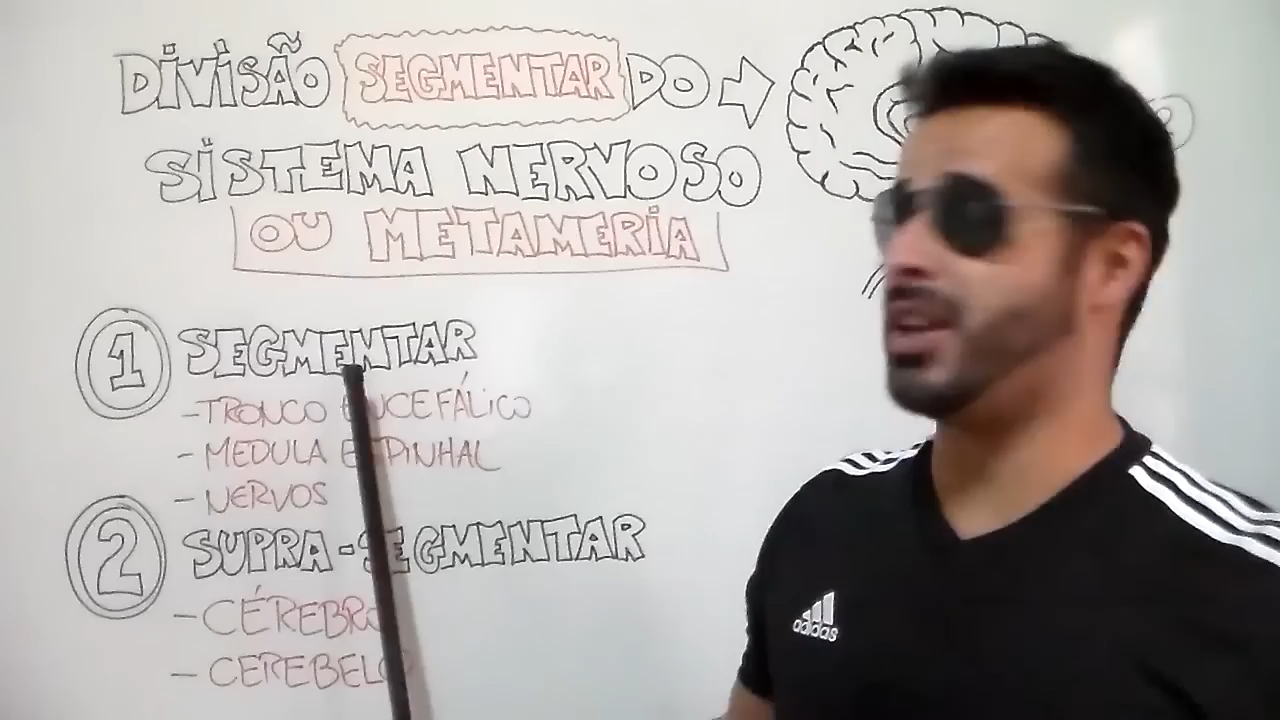 DIVISÃO SEGMENTAR DO
SISTEMA NERVOSO
OU METAMERIA
1 SEGMENTAR
- TRONCO ENCEFÁLICO
- MEDULA ESPINHAL
- NERVOS
2 SUPRA-SEGMENTAR
- CÉREBRO
- CEREBELO
adidas